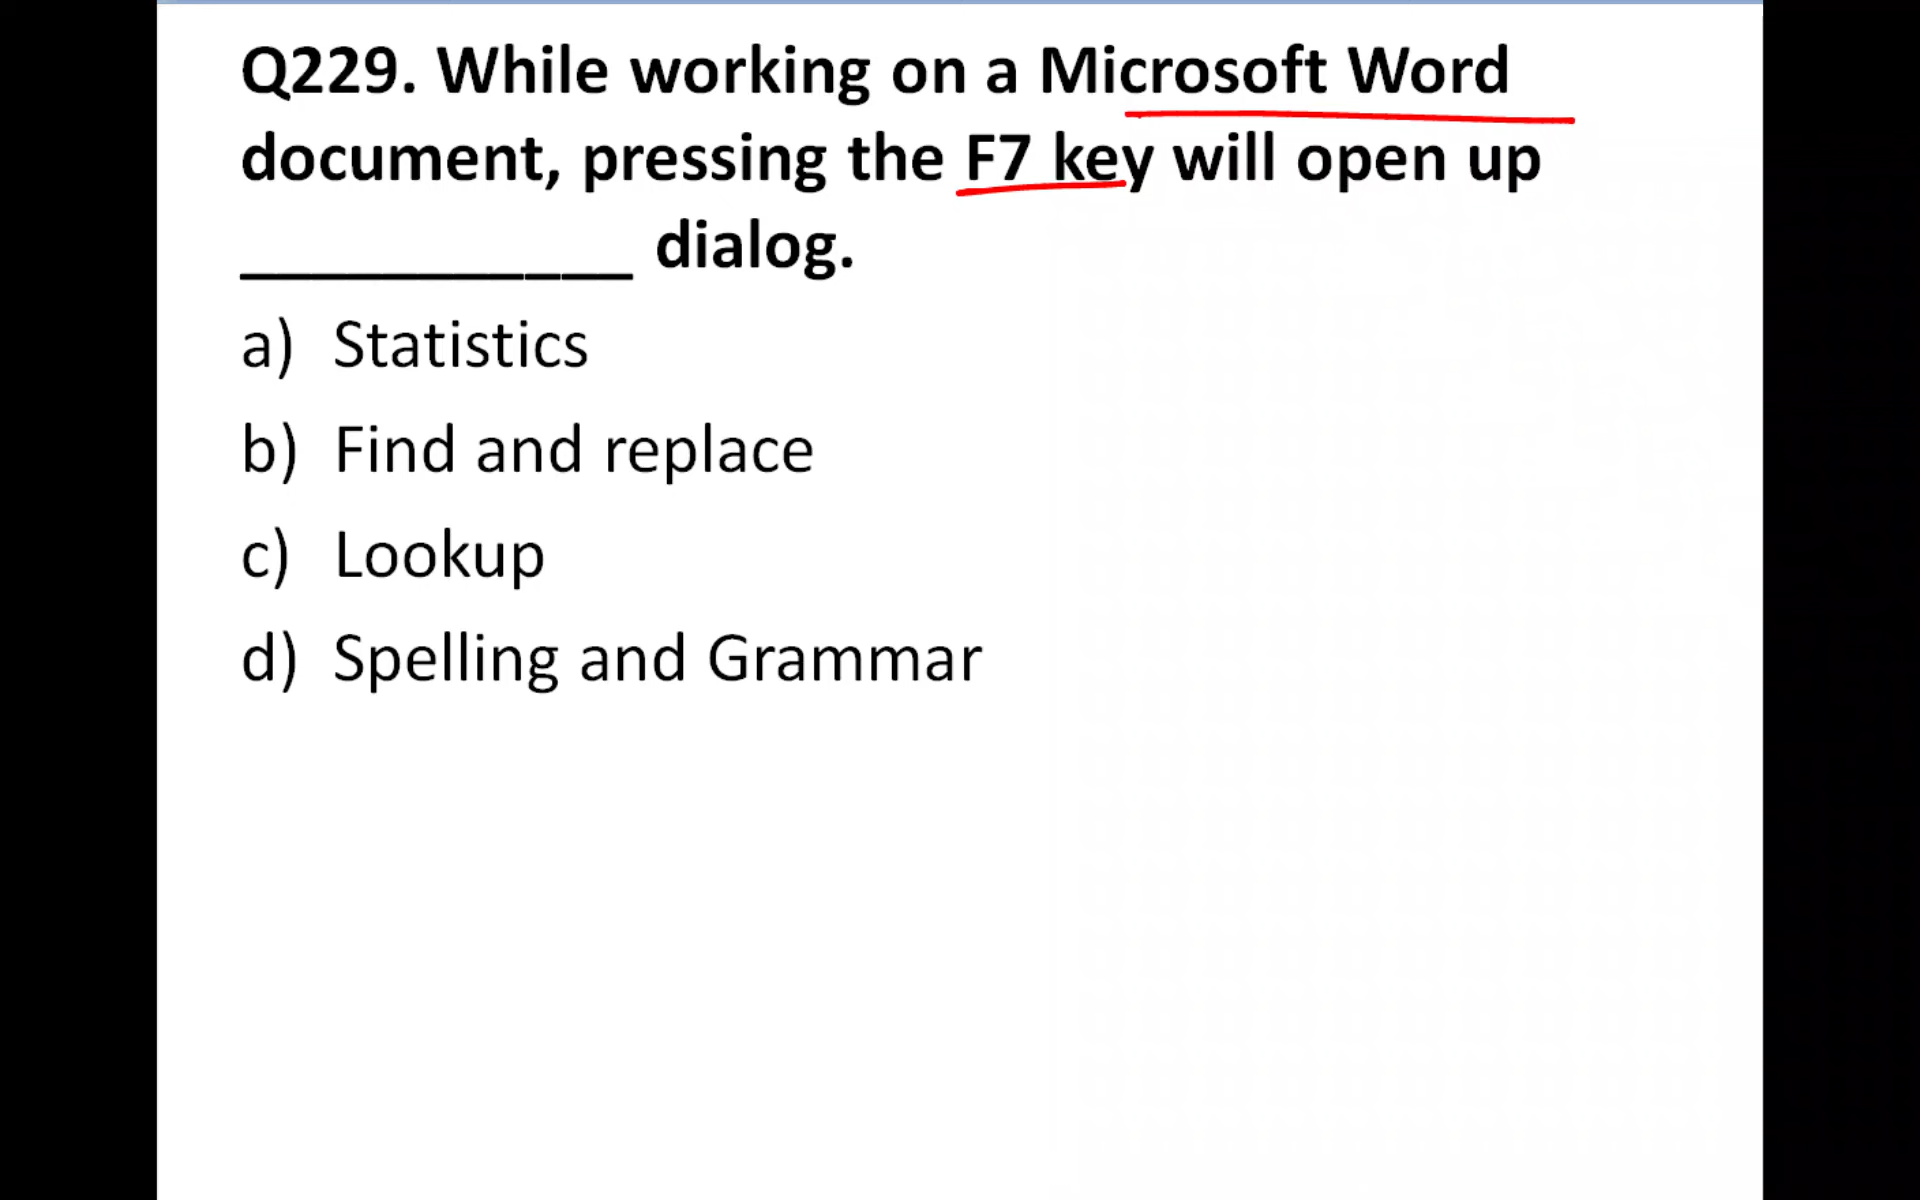 Q229. While working on a Microsoft Word
document, pressing the F7 key will open up
___________ dialog.
a) Statistics
b) Find and replace
c) Lookup
d) Spelling and Grammar